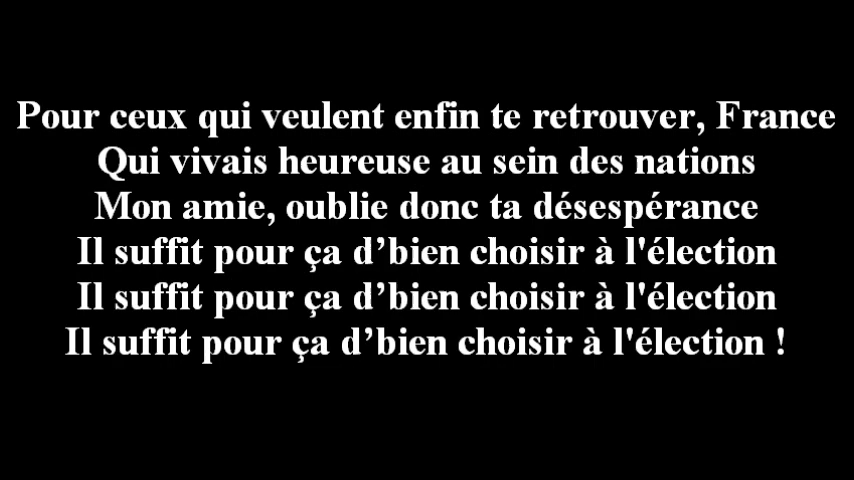 Pour ceux qui veulent enfin te retrouver, France
Qui vivais heureuse au sein des nations
Mon amie, oublie donc ta désespérance
Il suffit pour ça d’bien choisir à l'élection
Il suffit pour ça d’bien choisir à l'élection
Il suffit pour ça d’bien choisir à l'élection !